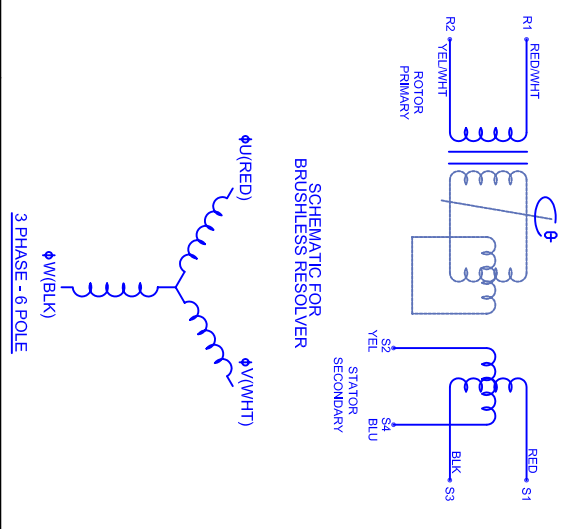 R1
RED/WHT
R2
YEL/WHT
ROTOR
PRIMARY
θ
S2
YEL
S4
BLU
STATOR
SECONDARY
RED
S1
BLK
S3
SCHEMATIC FOR
BRUSHLESS RESOLVER
ΦU(RED)
ΦV(WHT)
ΦW(BLK)
3 PHASE - 6 POLE